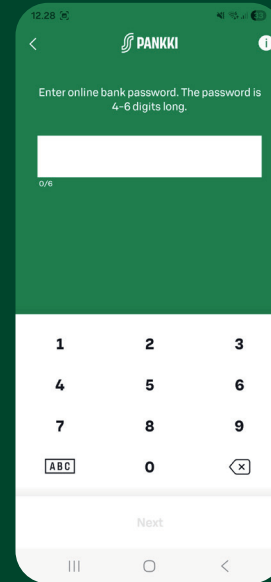 12.28
PANKKI
Enter online bank password. The password is
4-6 digits long.
0/6
1 2 3
4 5 6
7 8 9
ABC 0
Next